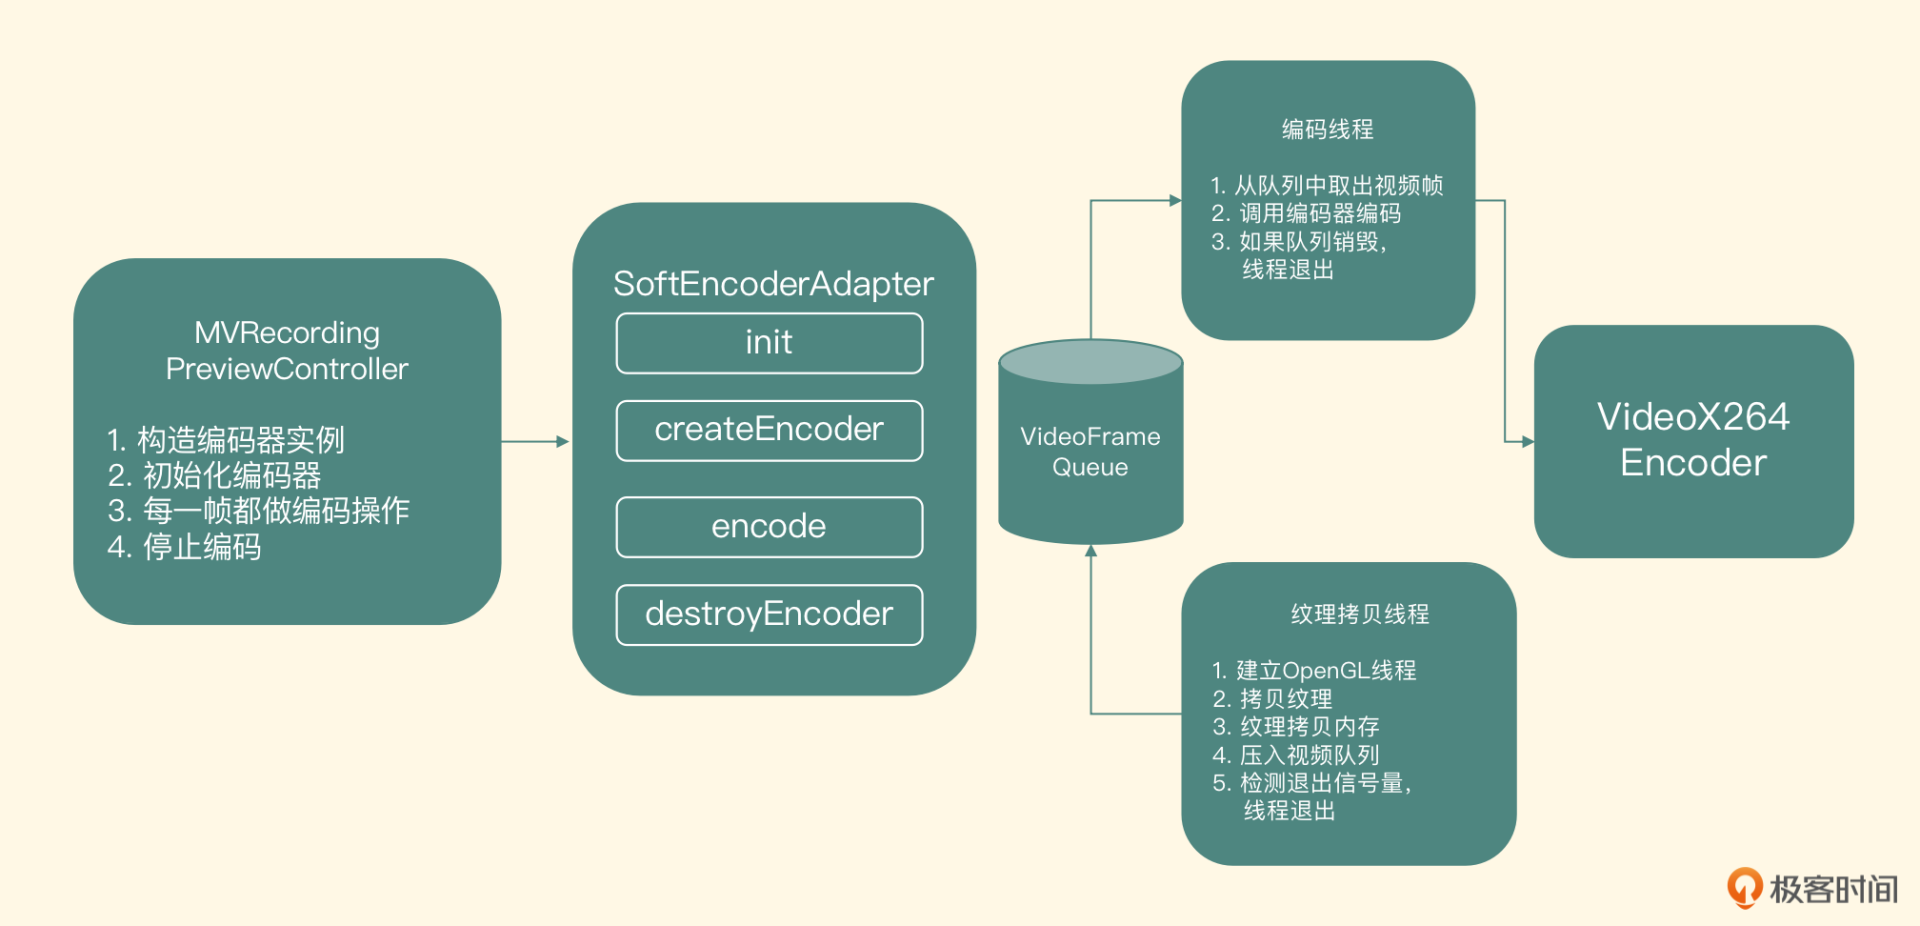 MVRecording
PreviewController
1. 构造编码器实例
2. 初始化编码器
3. 每一帧都做编码操作
4. 停止编码
SoftEncoderAdapter
init
createEncoder
encode
destroyEncoder
VideoFrame
Queue
编码线程
1. 从队列中取出视频帧
2. 调用编码器编码
3. 如果队列销毁，
线程退出
纹理拷贝线程
1. 建立OpenGL线程
2. 拷贝纹理
3. 纹理拷贝内存
4. 压入视频队列
5. 检测退出信号量，
线程退出
VideoX264
Encoder
极客时间